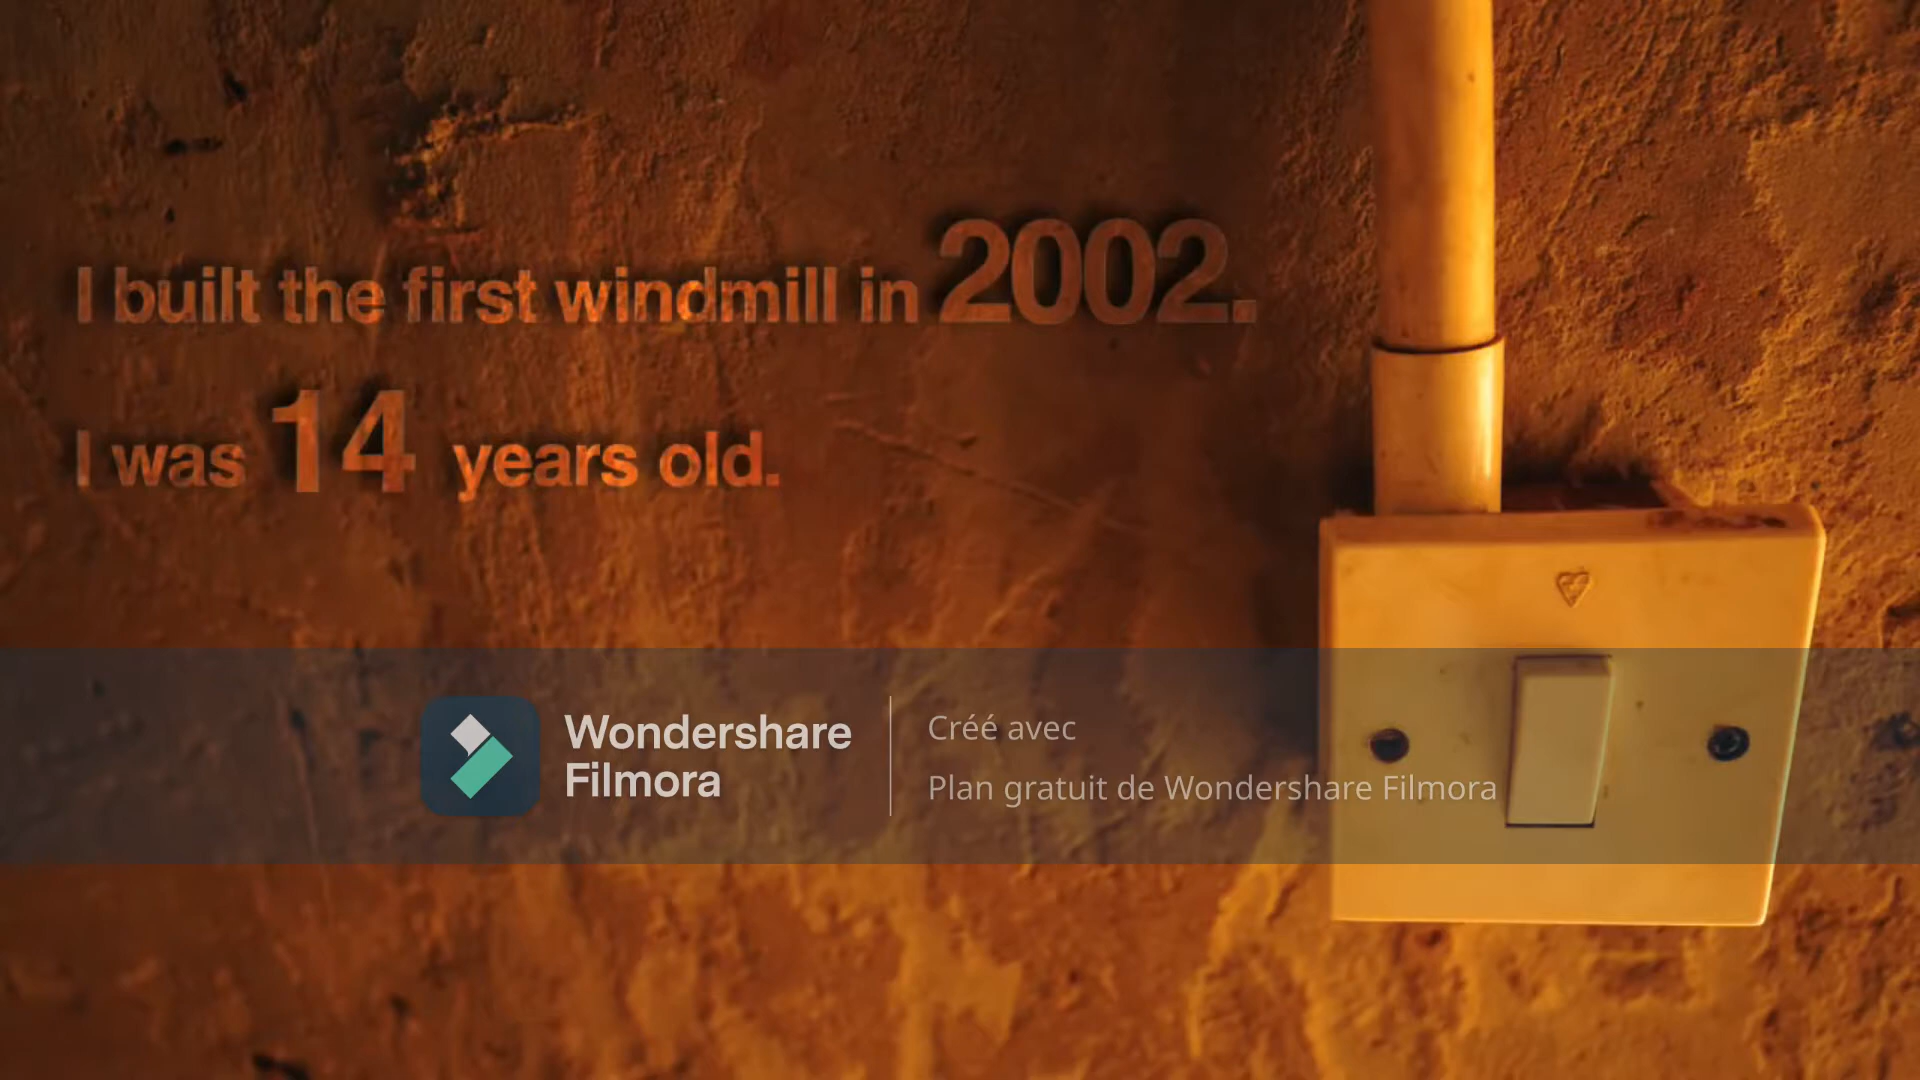 I built the first windmill in 2002.
I was 14 years old.
Wondershare
Filmora
Créé avec
Plan gratuit de Wondershare Filmora